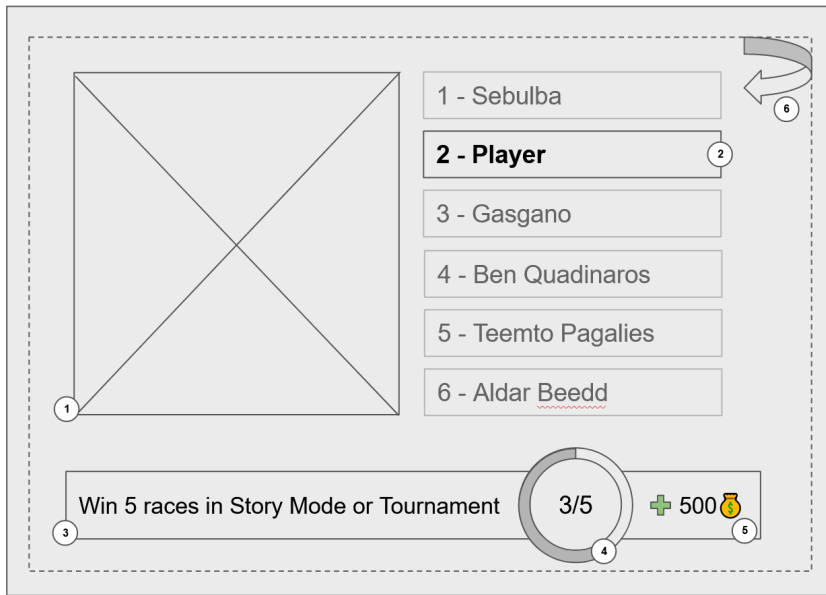 1 - Sebulba
6
2 - Player
2
3 - Gasgano
4 - Ben Quadinaros
5 - Teemto Pagalies
6 - Aldar Beedd
1
Win 5 races in Story Mode or Tournament
3/5
500
3
4
5